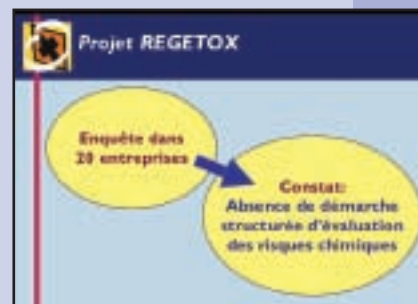 Projet REGETOX
Enquête dans
20 entreprises
Constat:
Absence de démarche
structurée d'évaluation
des risques chimiques